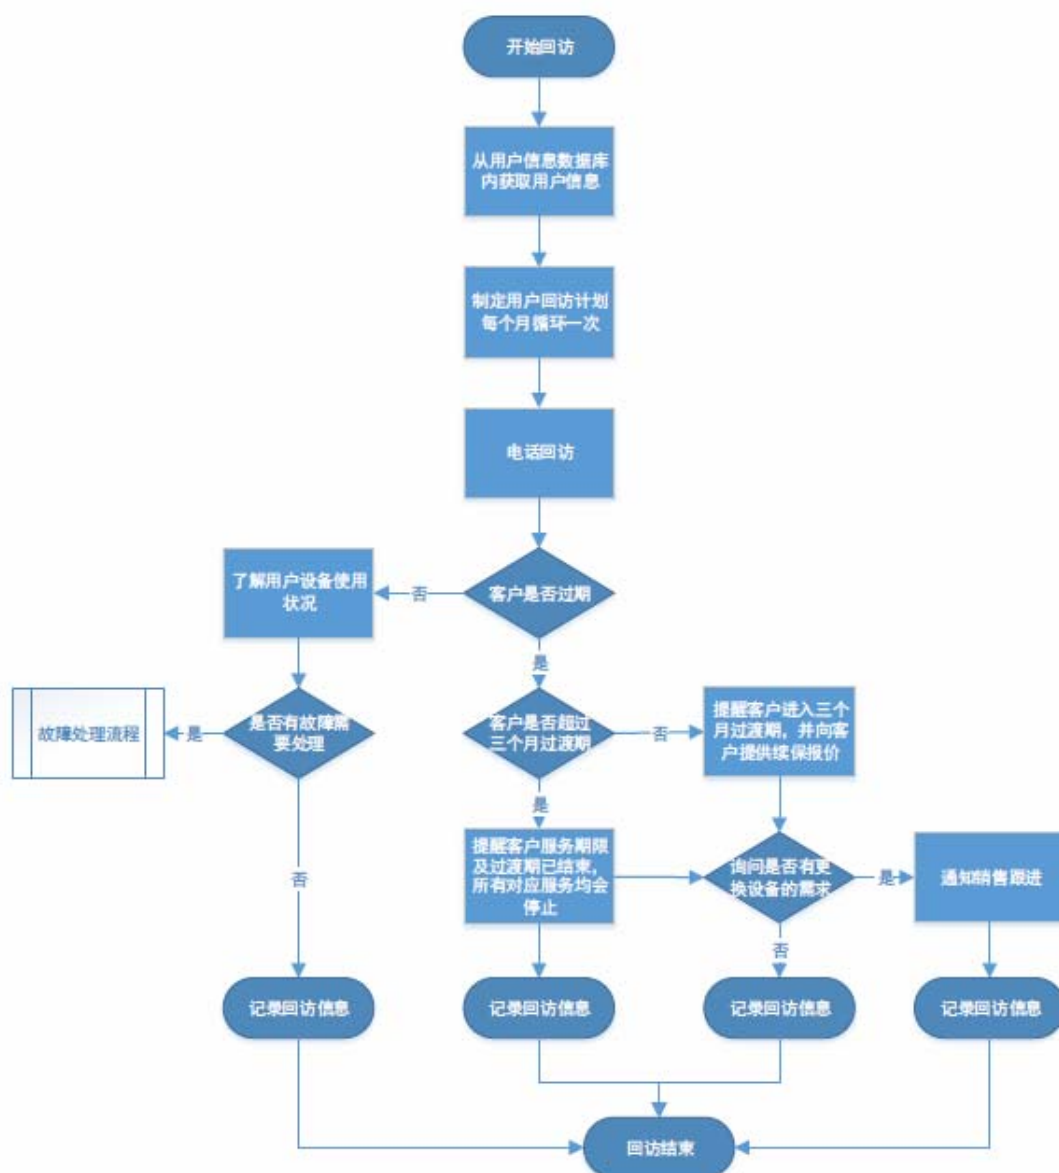 开始回访
从用户信息数据库
内获取用户信息
制定用户回访计划
每个月循环一次
电话回访
客户是否过期
否
了解用户设备使用
状况
是
是否有故障需
要处理
是
故障处理流程
客户是否超过
三个月过渡期
否
提醒客户进入三个
月过渡期，并向客
户提供续保报价
是
提醒客户服务期限
及过渡期已结束，
所有对应服务均会
停止
询问是否有更
换设备的需求
是
通知销售跟进
否
否
记录回访信息
记录回访信息
记录回访信息
记录回访信息
回访结束